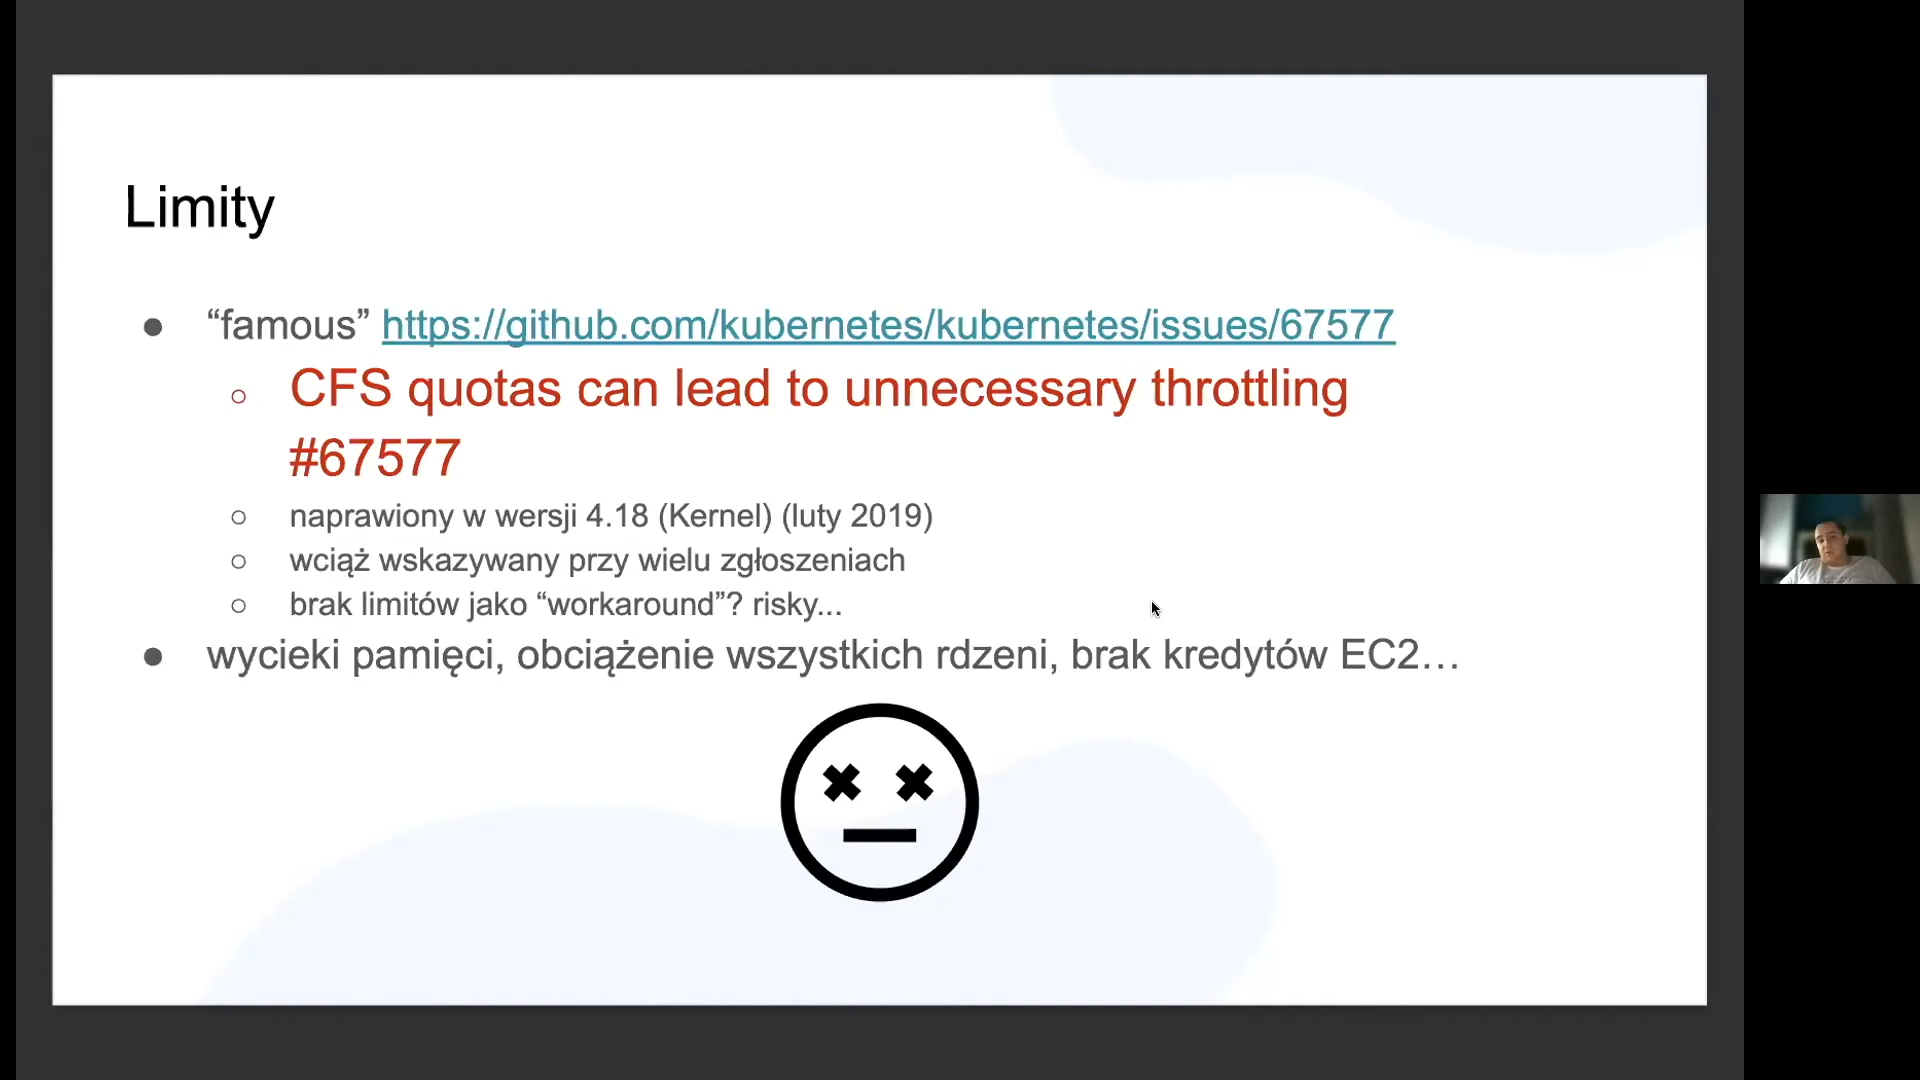 Limity
“famous” https://github.com/kubernetes/kubernetes/issues/67577
CFS quotas can lead to unnecessary throttling
#67577
naprawiony w wersji 4.18 (Kernel) (luty 2019)
wciąż wskazywany przy wielu zgłoszeniach
brak limitów jako “workaround”? risky...
wycieki pamięci, obciążenie wszystkich rdzeni, brak kredytów EC2…